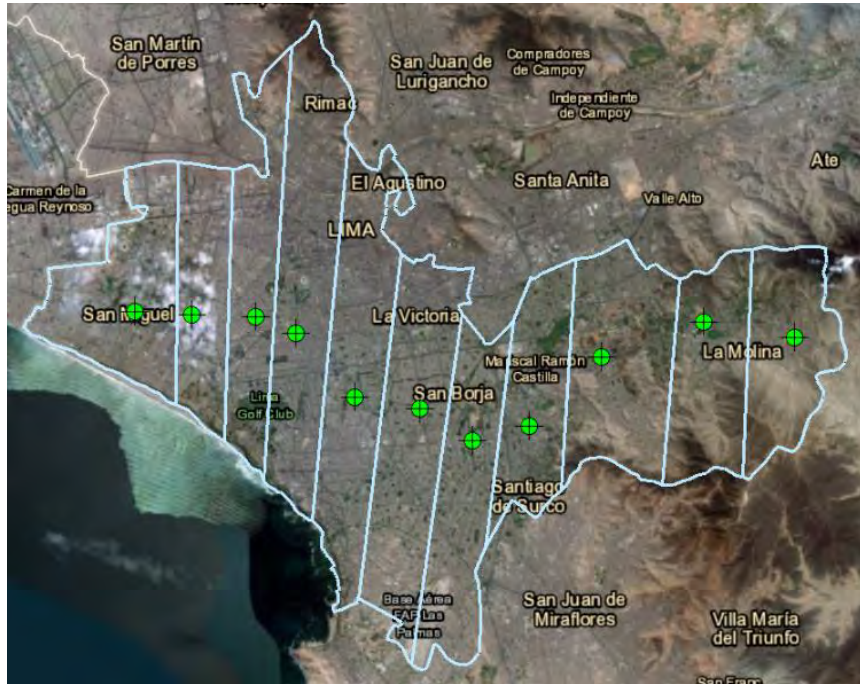 San Martín
de Porres
San Juan de
Lurigancho
Compradores
de Campoy
Rimac
Independiente
de Campoy
El Agustino
Santa Anita
Ate
Carmen de la
egua Reynoso
Valle Alto
LIMA
San Miguel
La Victoria
La Molina
Mariscal Ramón
Castilla
San Borja
Lima
Golf Club
Santiago
de Surco
Base Aérea
FAP Las
Palmas
San Juan de
Miraflores
Villa María
del Triunfo
San Franc